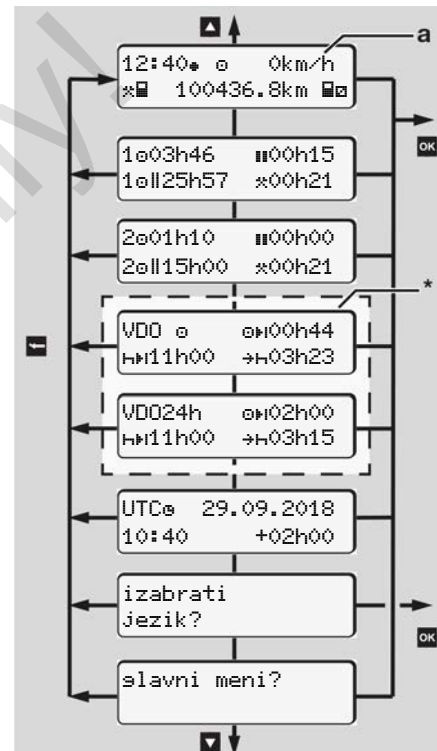 a
12:40 0km/h
100436.8km
OK
1 03h46 00h15
1 25h57 00h21
2 01h10 00h00
2 15h00 00h21
*
VDO 00h44
11h00 03h23
VDO24h 02h00
11h00 03h15
UTC 29.09.2018
10:40 +02h00
izabrati
jezik?
OK
glavni meni?